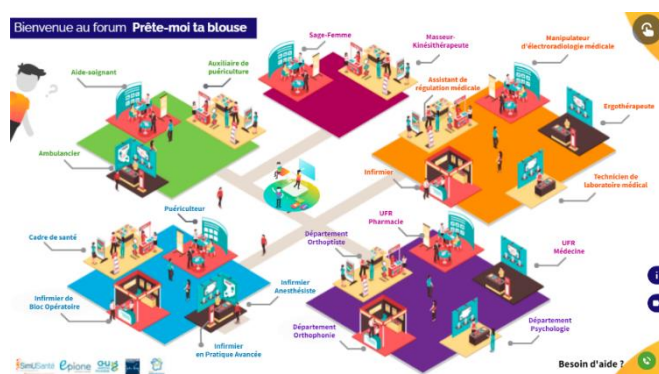 Bienvenue au forum Prête-moi ta blouse
Sage-Femme
Masseur-
Kinésithérapeute
Manipulateur
d'électroradiologie médicale
Auxiliaire de
puériculture
Aide-soignant
Assistant de
régulation médicale
Ergothérapeute
Ambulancier
Infirmier
Technicien de
laboratoire médical
Puériculteur
UFR
Pharmacie
Cadre de santé
Département
Orthoptiste
UFR
Médecine
Infirmier de
Bloc Opératoire
Infirmier
Anesthésiste
Département
Orthophonie
Département
Psychologie
Infirmier
en Pratique Avancée
SimUSanté
épione
Besoin d'aide ?